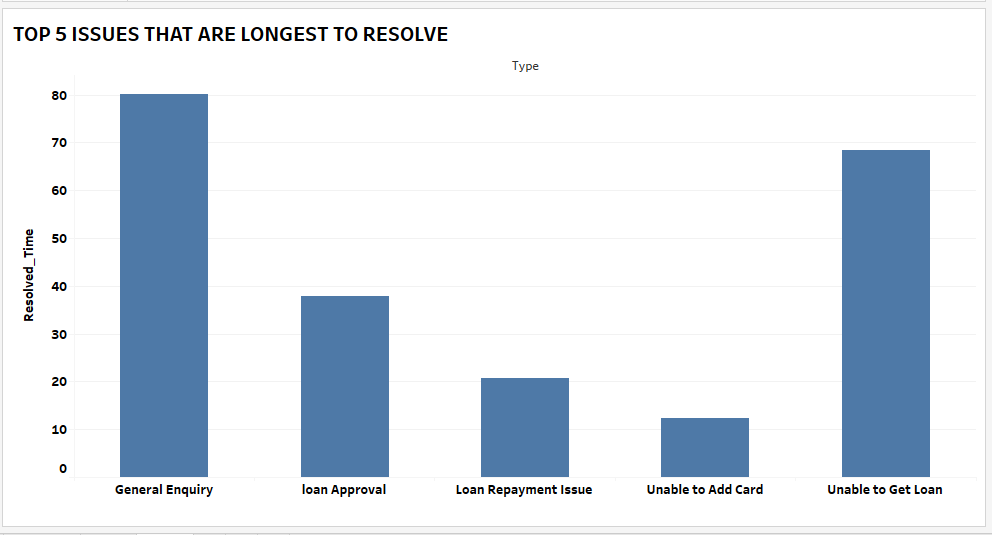 TOP 5 ISSUES THAT ARE LONGEST TO RESOLVE
Type
Resolved_Time
80
70
60
50
40
30
20
10
0
General Enquiry
loan Approval
Loan Repayment Issue
Unable to Add Card
Unable to Get Loan